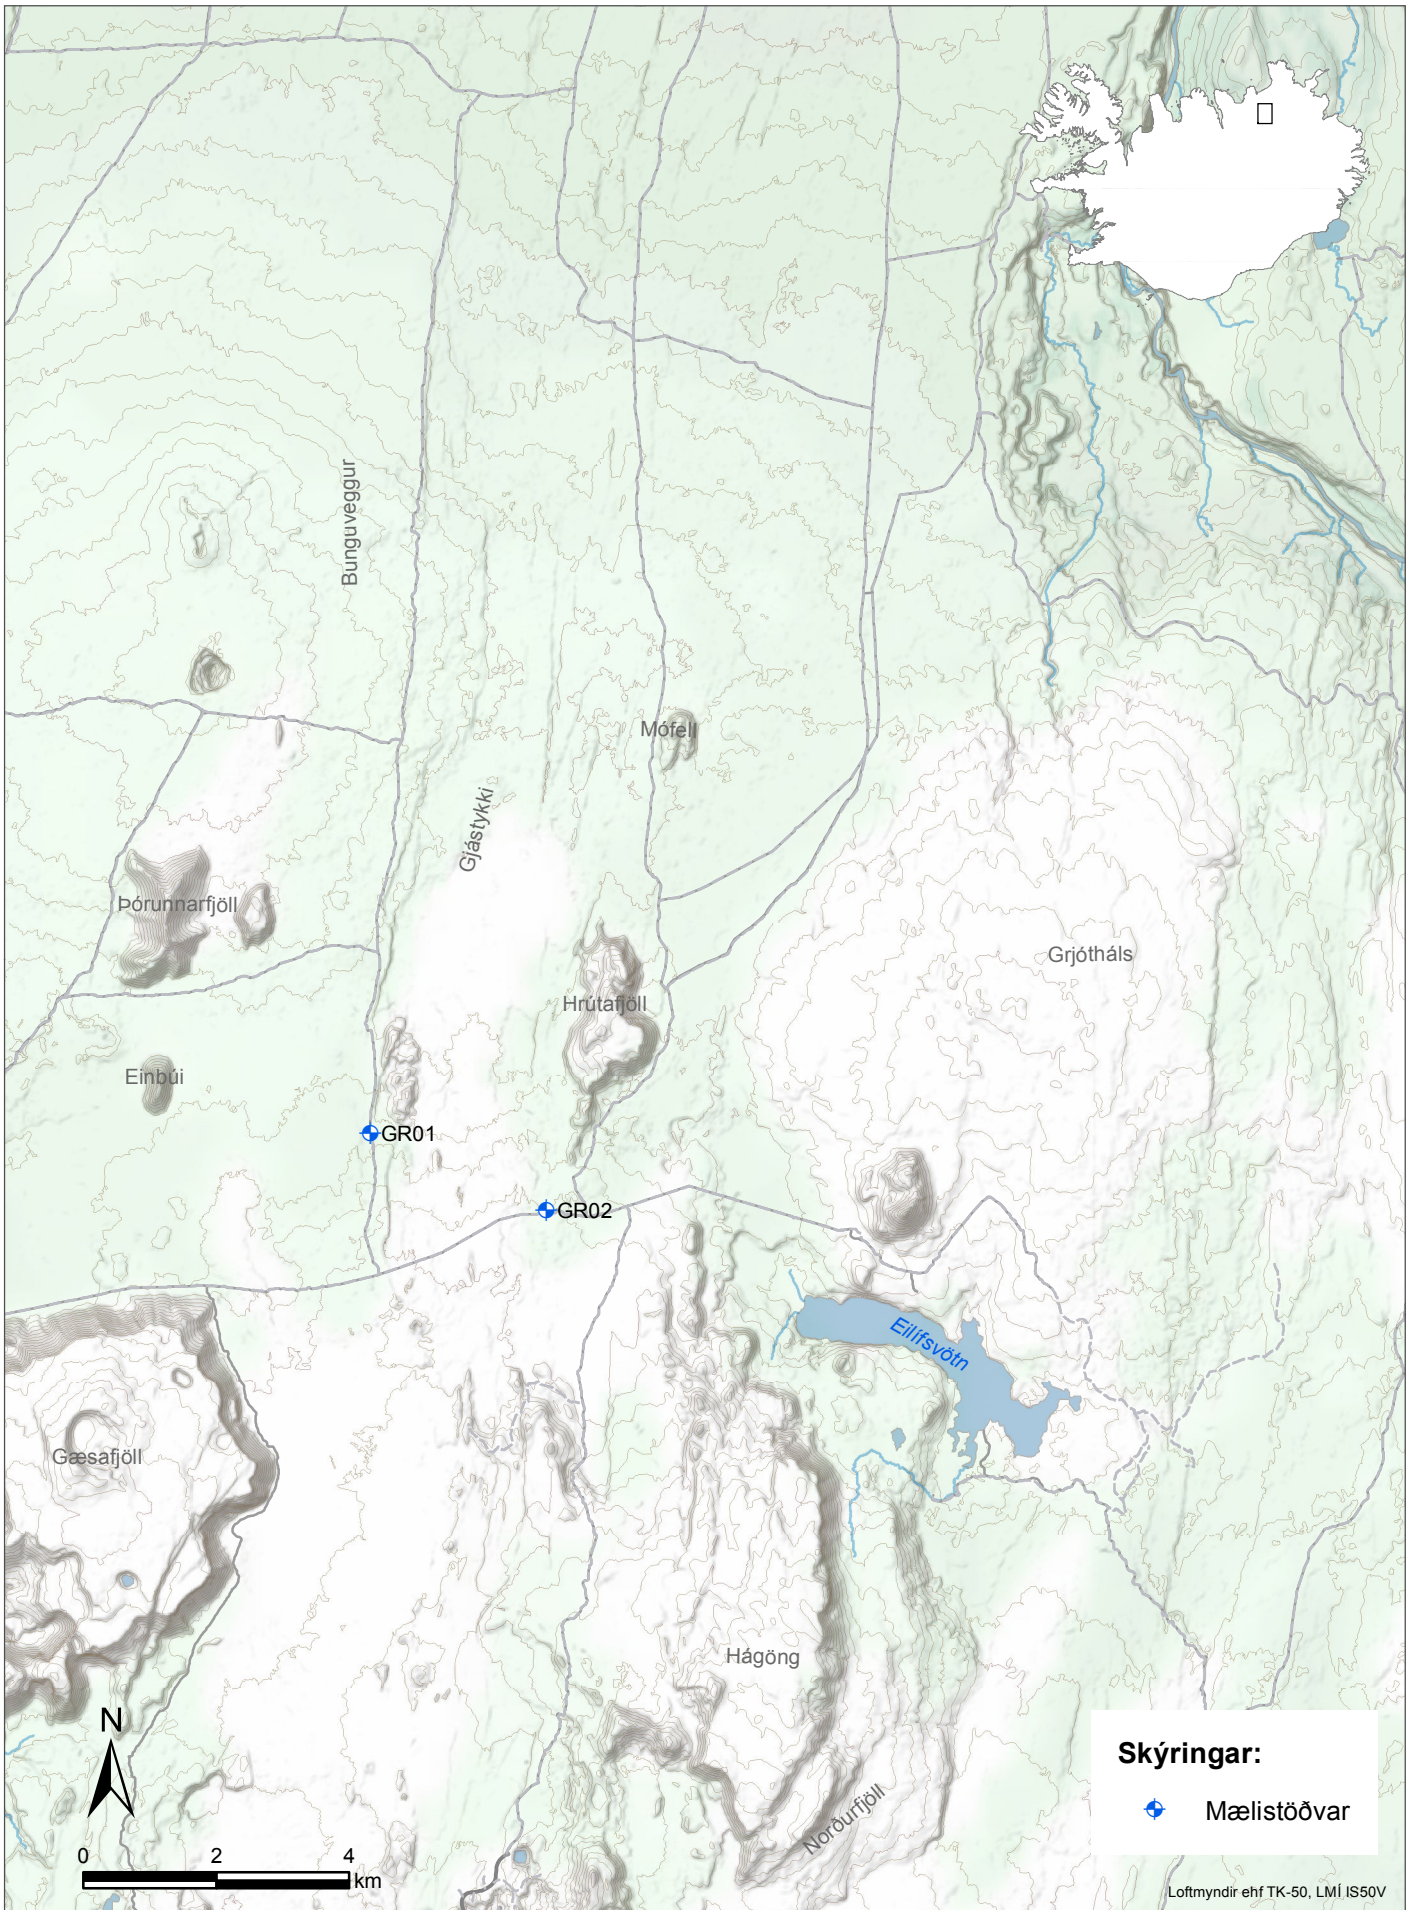 Bunguveggur
Mófell
Gjástykki
Þórunnarfjöll
Grjótháls
Hrútafjöll
Einbúi
GR01
GR02
Eilífsvötn
Gæsafjöll
Hágöng
Norðurfjöll
N
0 2 4
km
Skýringar:
Mælistöðvar
Loftmyndir ehf TK-50, LMÍ IS50V